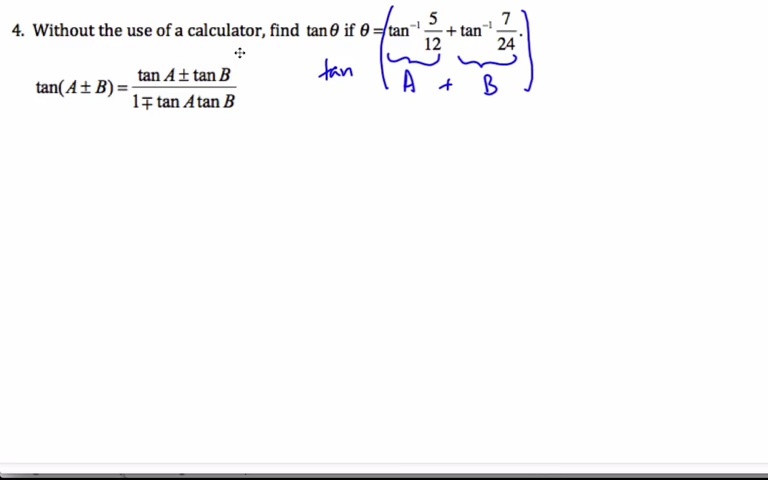 4. Without the use of a calculator, find tan θ if θ = (tan⁻¹ 5/12 + tan⁻¹ 7/24.)
tan A + B
tan(A ± B) = (tan A ± tan B)/(1 ∓ tan A tan B)